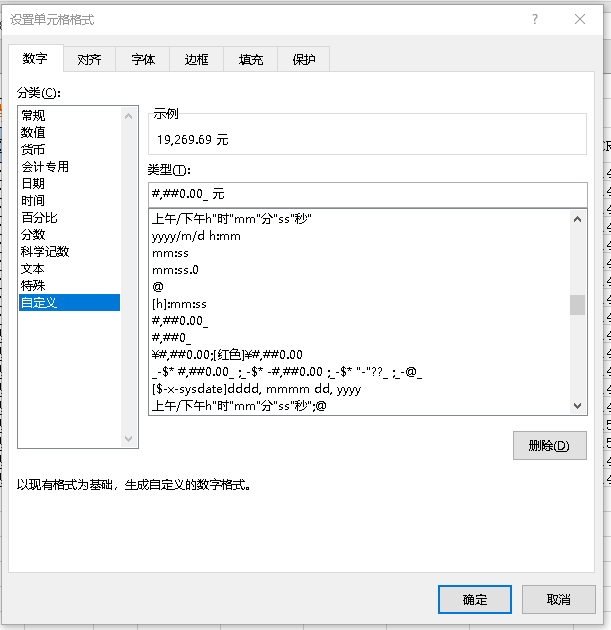 设置单元格格式
?
数字 对齐 字体 边框 填充 保护
分类(C):
常规
数值
货币
会计专用
日期
时间
百分比
分数
科学记数
文本
特殊
自定义
示例
19,269.69 元
类型(T):
#,##0.00_ 元
上午/下午h"时"mm"分"ss"秒"
yyyy/m/d h:mm
mm:ss
mm:ss.0
@
[h]:mm:ss
#,##0.00_
#,##0_
¥#,##0.00;[红色]¥#,##0.00
_-$* #,##0.00_ ;_-$* -#,##0.00 ;_-$* "-"??_ ;_-@_
[$-x-sysdate]dddd, mmmm dd, yyyy
上午/下午h"时"mm"分"ss"秒";@
删除(D)
以现有格式为基础，生成自定义的数字格式。
确定 取消